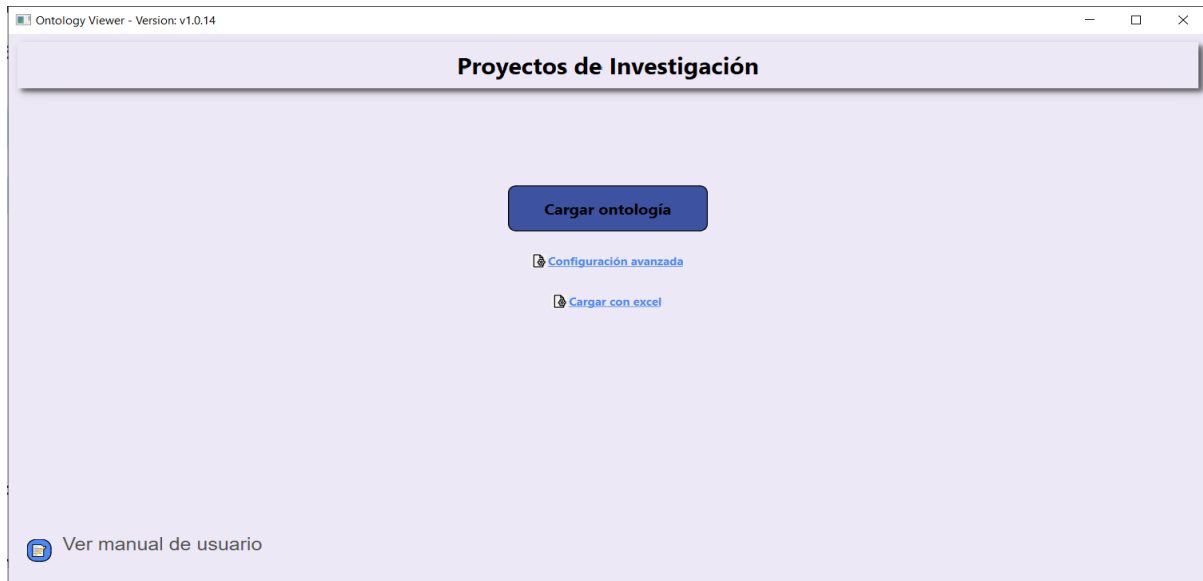 Ontology Viewer - Version: v1.0.14
Proyectos de Investigación
Cargar ontología
Configuración avanzada
Cargar con excel
Ver manual de usuario